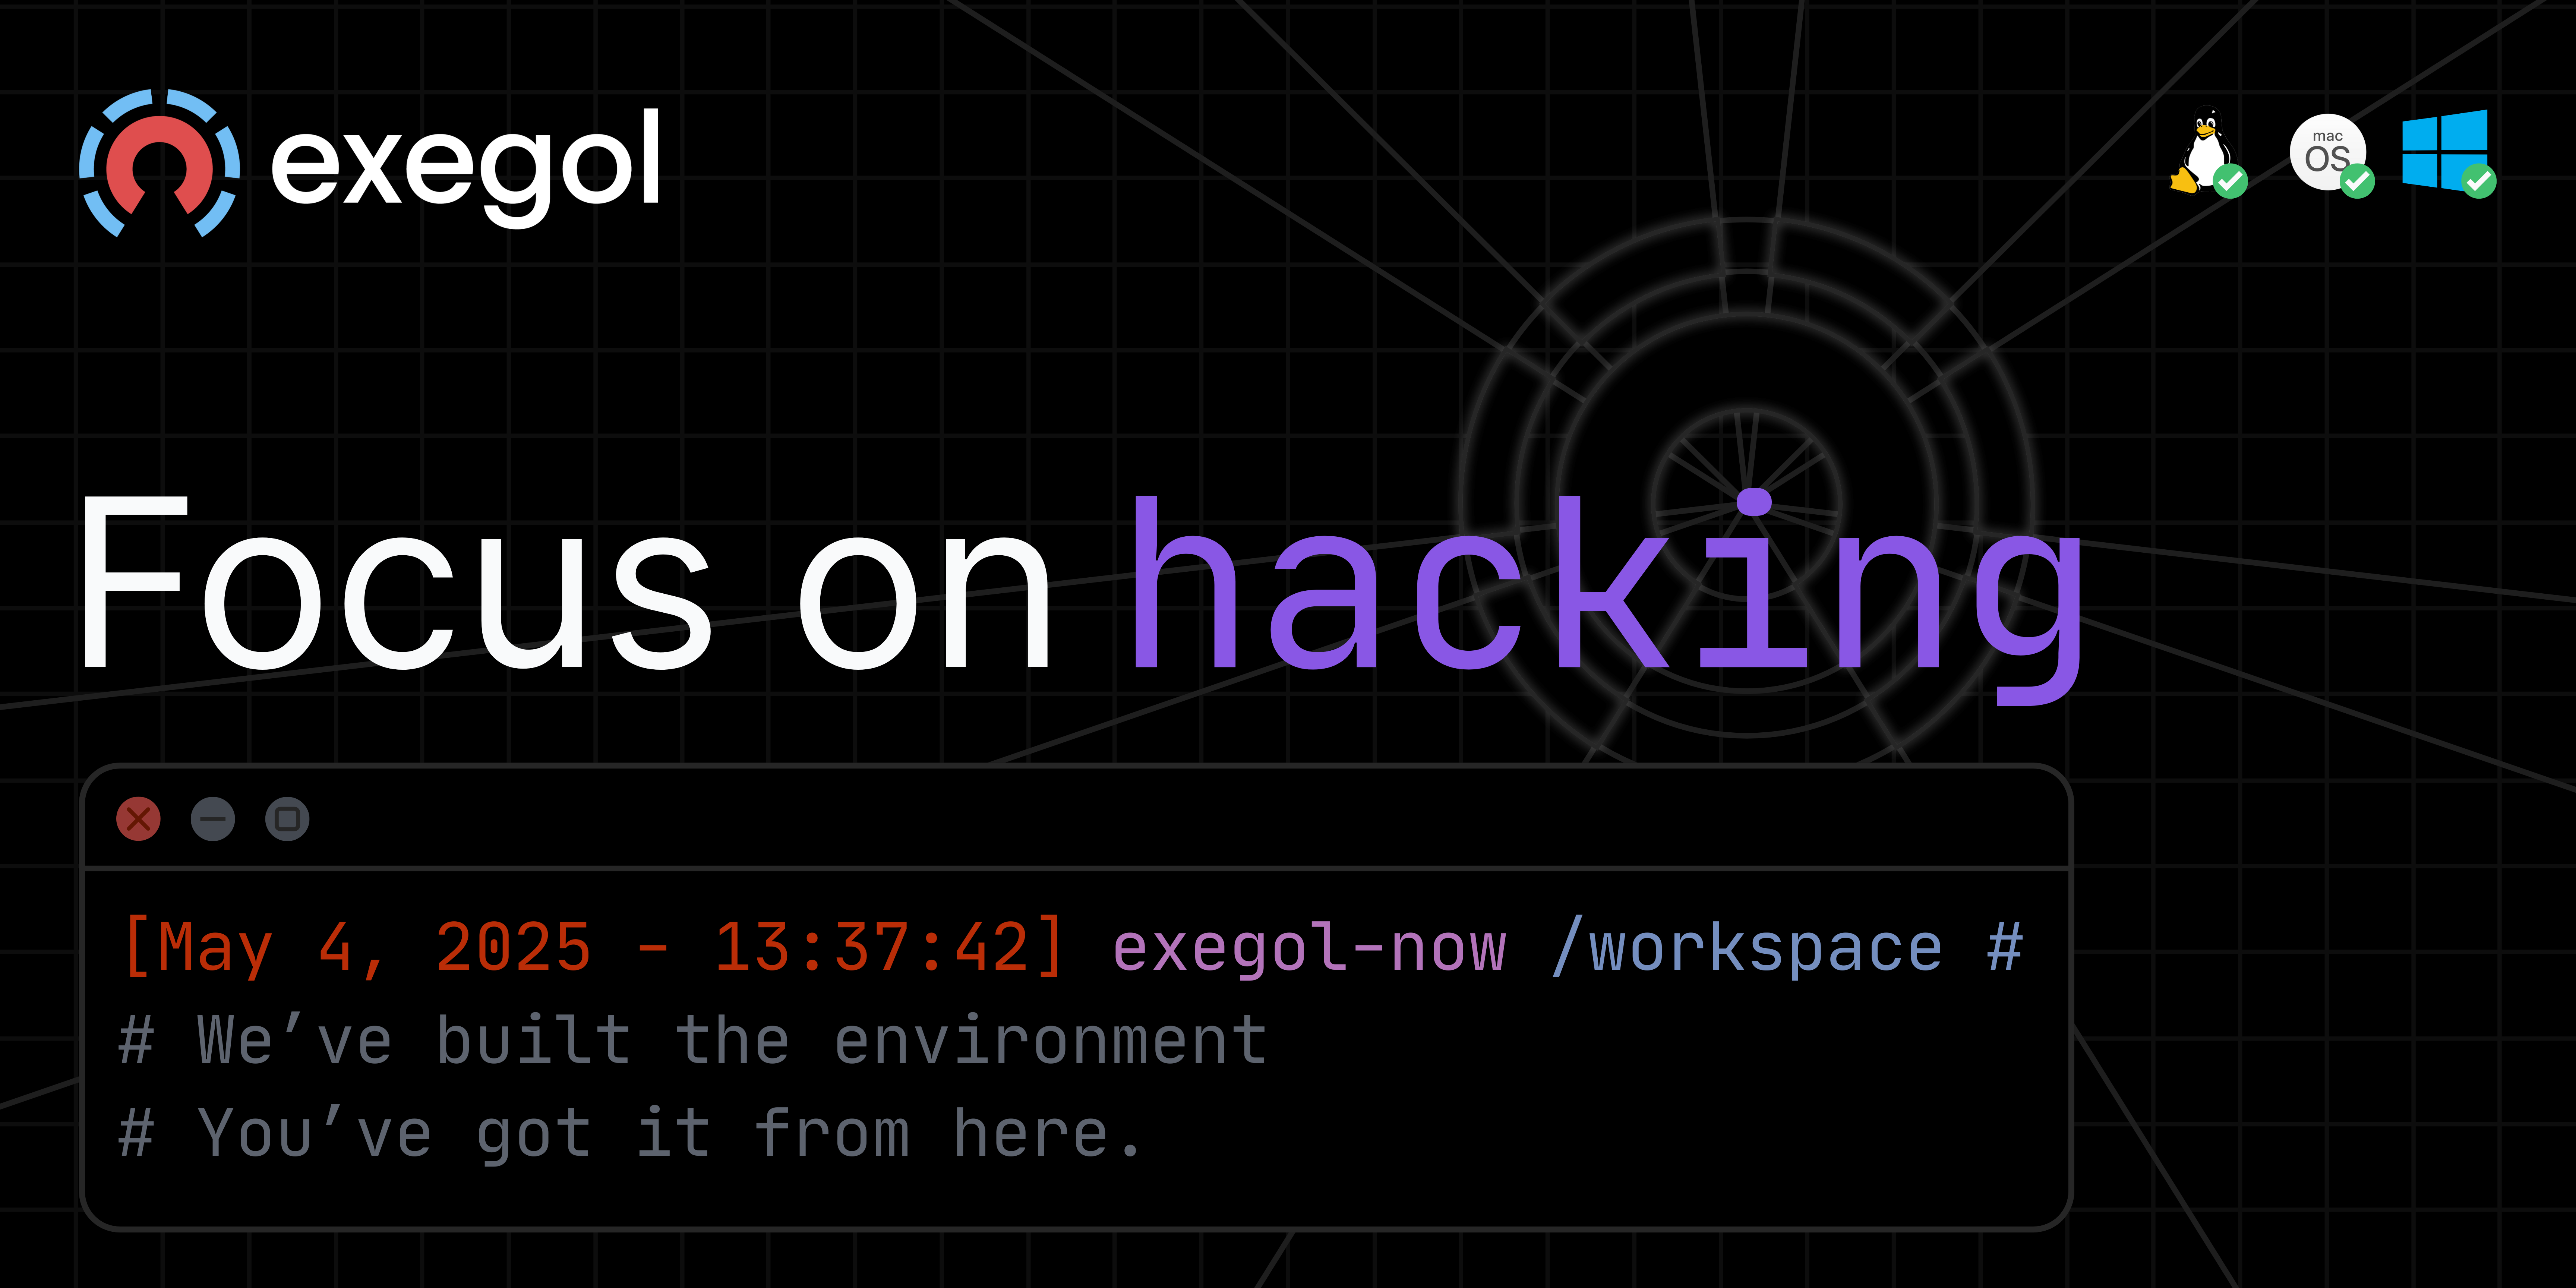 exegol
mac
OS
Focus on hacking
[May 4, 2025 - 13:37:42] exegol-now /workspace #
# We’ve built the environment
# You’ve got it from here.